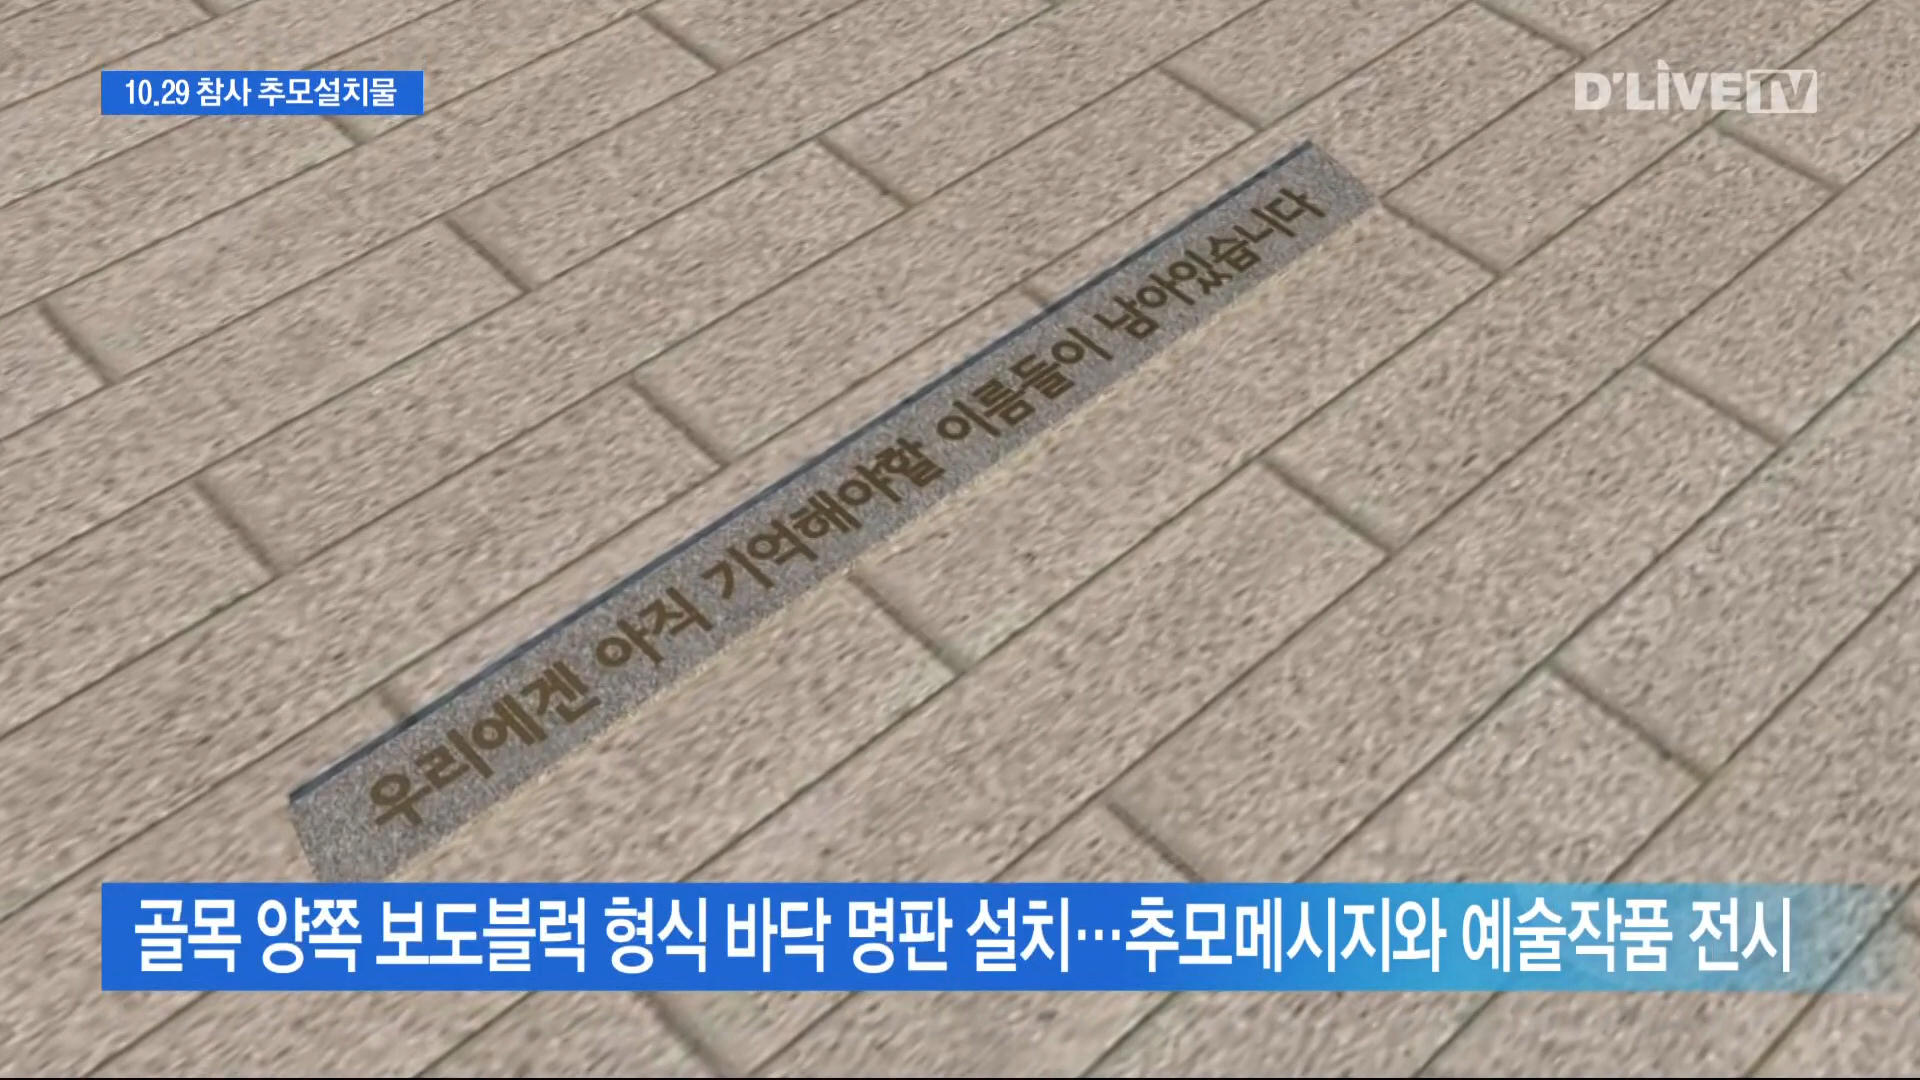 10.29 참사 추모설치물
D'LIVE TV
우리에겐 아직 기억해야할 이름들이 남아있습니다
골목 양쪽 보도블럭 형식 바닥 명판 설치…추모메시지와 예술작품 전시